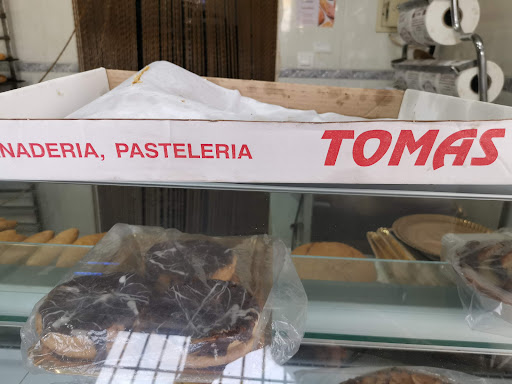 NADERIA, PASTELERIA TOMAS